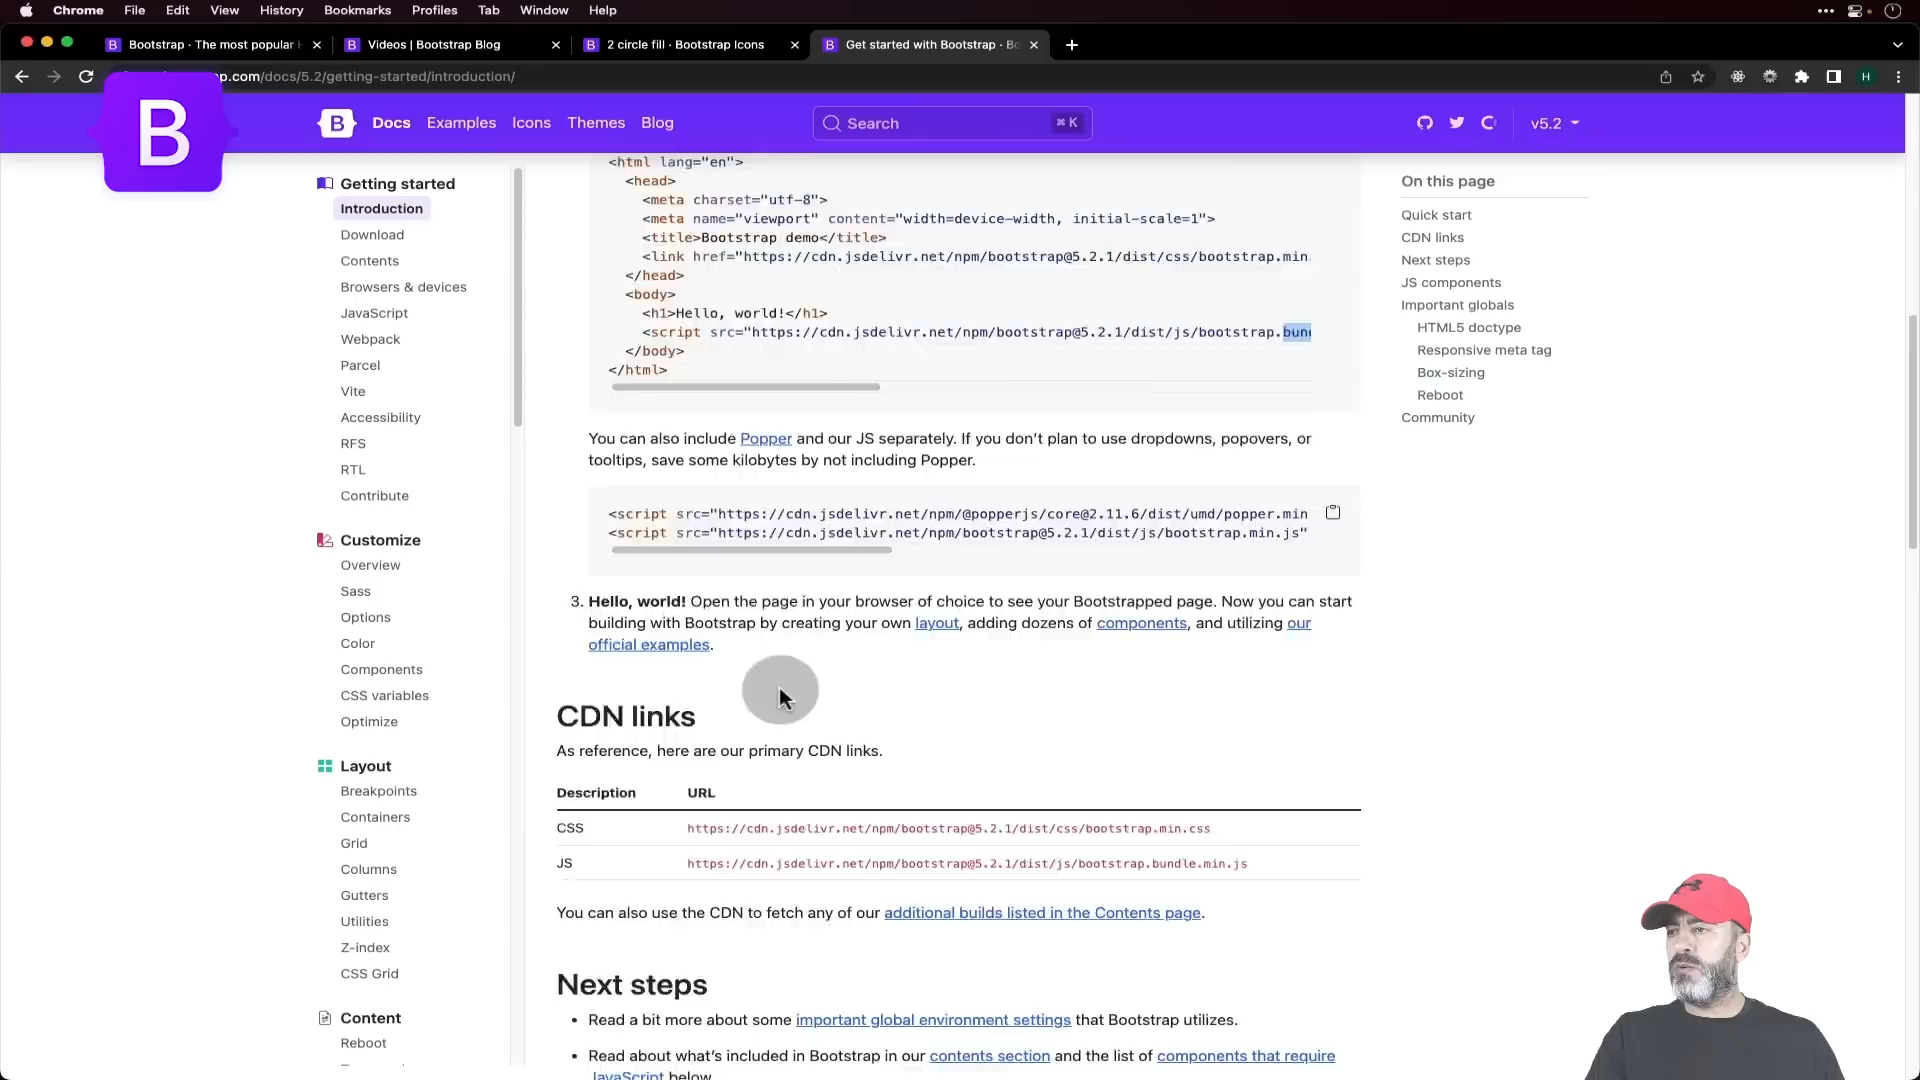 Chrome File Edit View History Bookmarks Profiles Tab Window Help
Bootstrap · The most popular
Videos | Bootstrap Blog
2 circle fill · Bootstrap Icons
Get started with Bootstrap · Bo
p.com/docs/5.2/getting-started/introduction/
H
B
B
Docs Examples Icons Themes Blog
Search ⌘ K
v5.2
Getting started
Introduction
Download
Contents
Browsers & devices
JavaScript
Webpack
Parcel
Vite
Accessibility
RFS
RTL
Contribute
Customize
Overview
Sass
Options
Color
Components
CSS variables
Optimize
Layout
Breakpoints
Containers
Grid
Columns
Gutters
Utilities
Z-index
CSS Grid
Content
Reboot
<html lang="en">
<head>
<meta charset="utf-8">
<meta name="viewport" content="width=device-width, initial-scale=1">
<title>Bootstrap demo</title>
<link href="https://cdn.jsdelivr.net/npm/bootstrap@5.2.1/dist/css/bootstrap.min
</head>
<body>
<h1>Hello, world!</h1>
<script src="https://cdn.jsdelivr.net/npm/bootstrap@5.2.1/dist/js/bootstrap.bun
</body>
</html>
You can also include Popper and our JS separately. If you don’t plan to use dropdowns, popovers, or
tooltips, save some kilobytes by not including Popper.
<script src="https://cdn.jsdelivr.net/npm/@popperjs/core@2.11.6/dist/umd/popper.min
<script src="https://cdn.jsdelivr.net/npm/bootstrap@5.2.1/dist/js/bootstrap.min.js"
3. Hello, world! Open the page in your browser of choice to see your Bootstrapped page. Now you can start
building with Bootstrap by creating your own layout, adding dozens of components, and utilizing our
official examples.
CDN links
As reference, here are our primary CDN links.
Description URL
CSS https://cdn.jsdelivr.net/npm/bootstrap@5.2.1/dist/css/bootstrap.min.css
JS https://cdn.jsdelivr.net/npm/bootstrap@5.2.1/dist/js/bootstrap.bundle.min.js
You can also use the CDN to fetch any of our additional builds listed in the Contents page.
Next steps
• Read a bit more about some important global environment settings that Bootstrap utilizes.
• Read about what’s included in Bootstrap in our contents section and the list of components that require
JavaScript below
On this page
Quick start
CDN links
Next steps
JS components
Important globals
HTML5 doctype
Responsive meta tag
Box-sizing
Reboot
Community